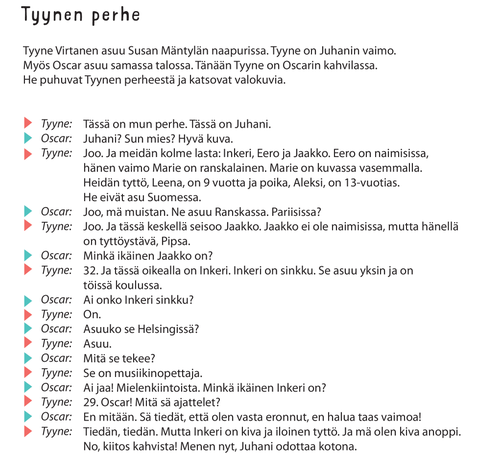 Tyynen perhe
Tyyne Virtanen asuu Susan Mäntylän naapurissa. Tyyne on Juhanin vaimo.
Myös Oscar asuu samassa talossa. Tänään Tyyne on Oscarin kahvilassa.
He puhuvat Tyynen perheestä ja katsovat valokuvia.
Tyyne: Tässä on mun perhe. Tässä on Juhani.
Oscar: Juhani? Sun mies? Hyvä kuva.
Tyyne: Joo. Ja meidän kolme lasta: Inkeri, Eero ja Jaakko. Eero on naimisissa,
hänen vaimo Marie on ranskalainen. Marie on kuvassa vasemmalla.
Heidän tyttö, Leena, on 9 vuotta ja poika, Aleksi, on 13-vuotias.
He eivät asu Suomessa.
Oscar: Joo, mä muistan. Ne asuu Ranskassa. Pariisissa?
Tyyne: Joo. Ja tässä keskellä seisoo Jaakko. Jaakko ei ole naimisissa, mutta hänellä
on tyttöystävä, Pipsa.
Oscar: Minkä ikäinen Jaakko on?
Tyyne: 32. Ja tässä oikealla on Inkeri. Inkeri on sinkku. Se asuu yksin ja on
töissä koulussa.
Oscar: Ai onko Inkeri sinkku?
Tyyne: On.
Oscar: Asuuko se Helsingissä?
Tyyne: Asuu.
Oscar: Mitä se tekee?
Tyyne: Se on musiikinopettaja.
Oscar: Ai jaa! Mielenkiintoista. Minkä ikäinen Inkeri on?
Tyyne: 29. Oscar! Mitä sä ajattelet?
Oscar: En mitään. Sä tiedät, että olen vasta eronnut, en halua taas vaimoa!
Tyyne: Tiedän, tiedän. Mutta Inkeri on kiva ja iloinen tyttö. Ja mä olen kiva anoppi.
No, kiitos kahvista! Menen nyt, Juhani odottaa kotona.